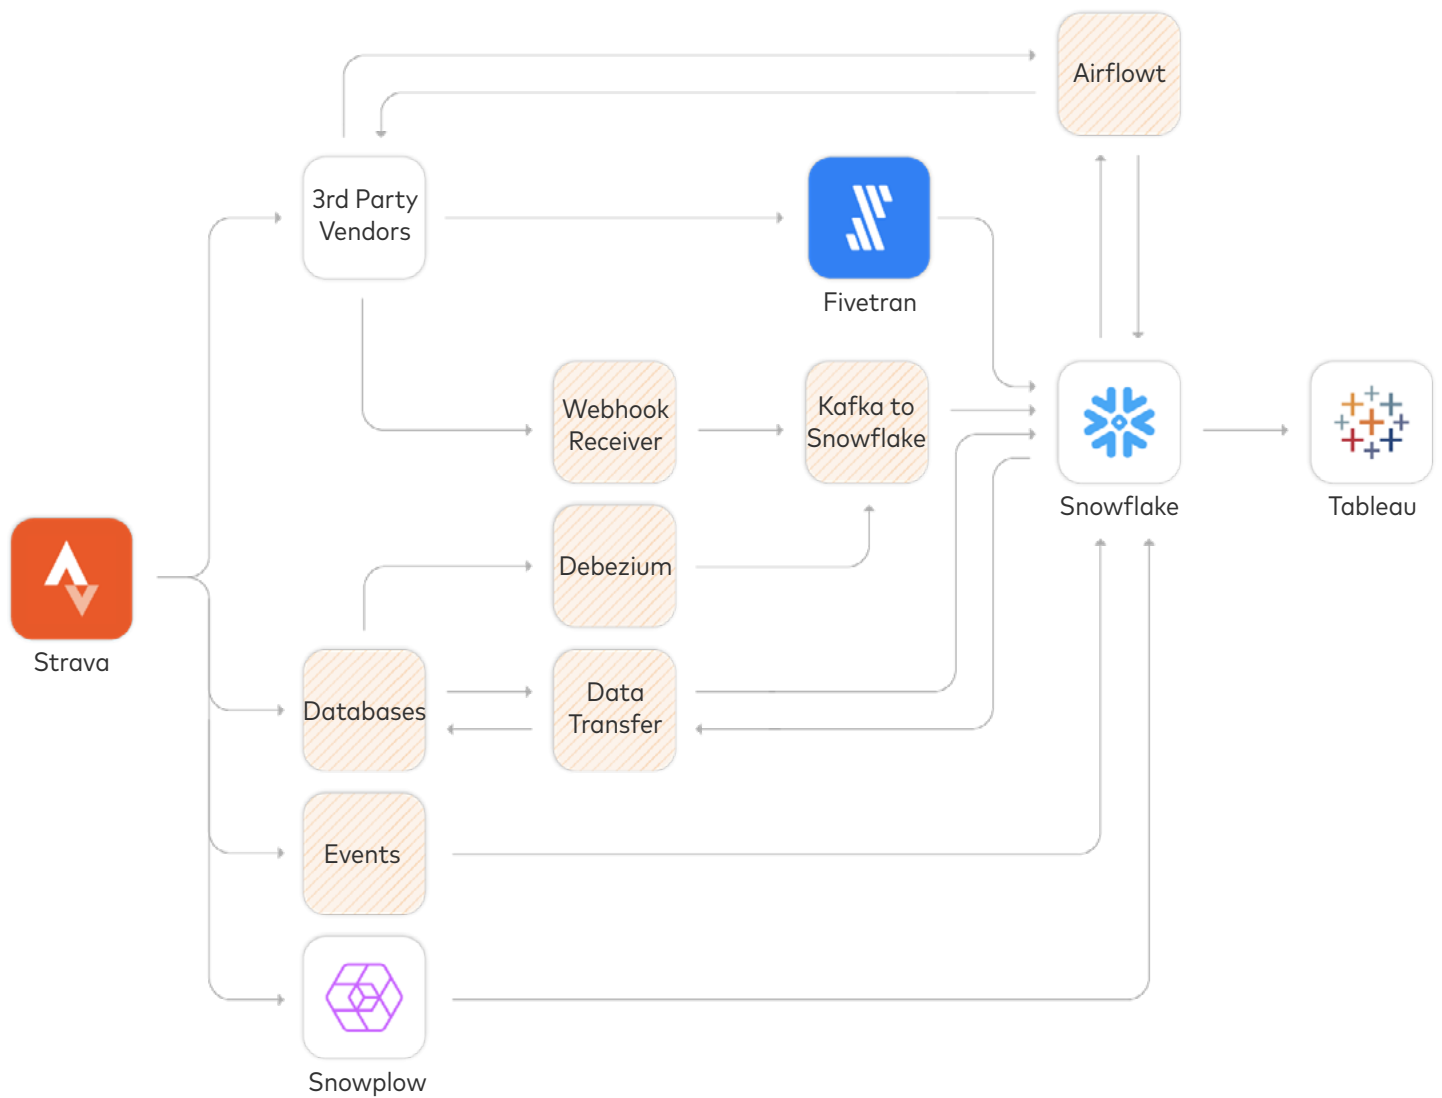 Airflowt
3rd Party
Vendors
Fivetran
Webhook
Receiver
Kafka to
Snowflake
Snowflake
Tableau
Debezium
Strava
Databases
Data
Transfer
Events
Snowplow